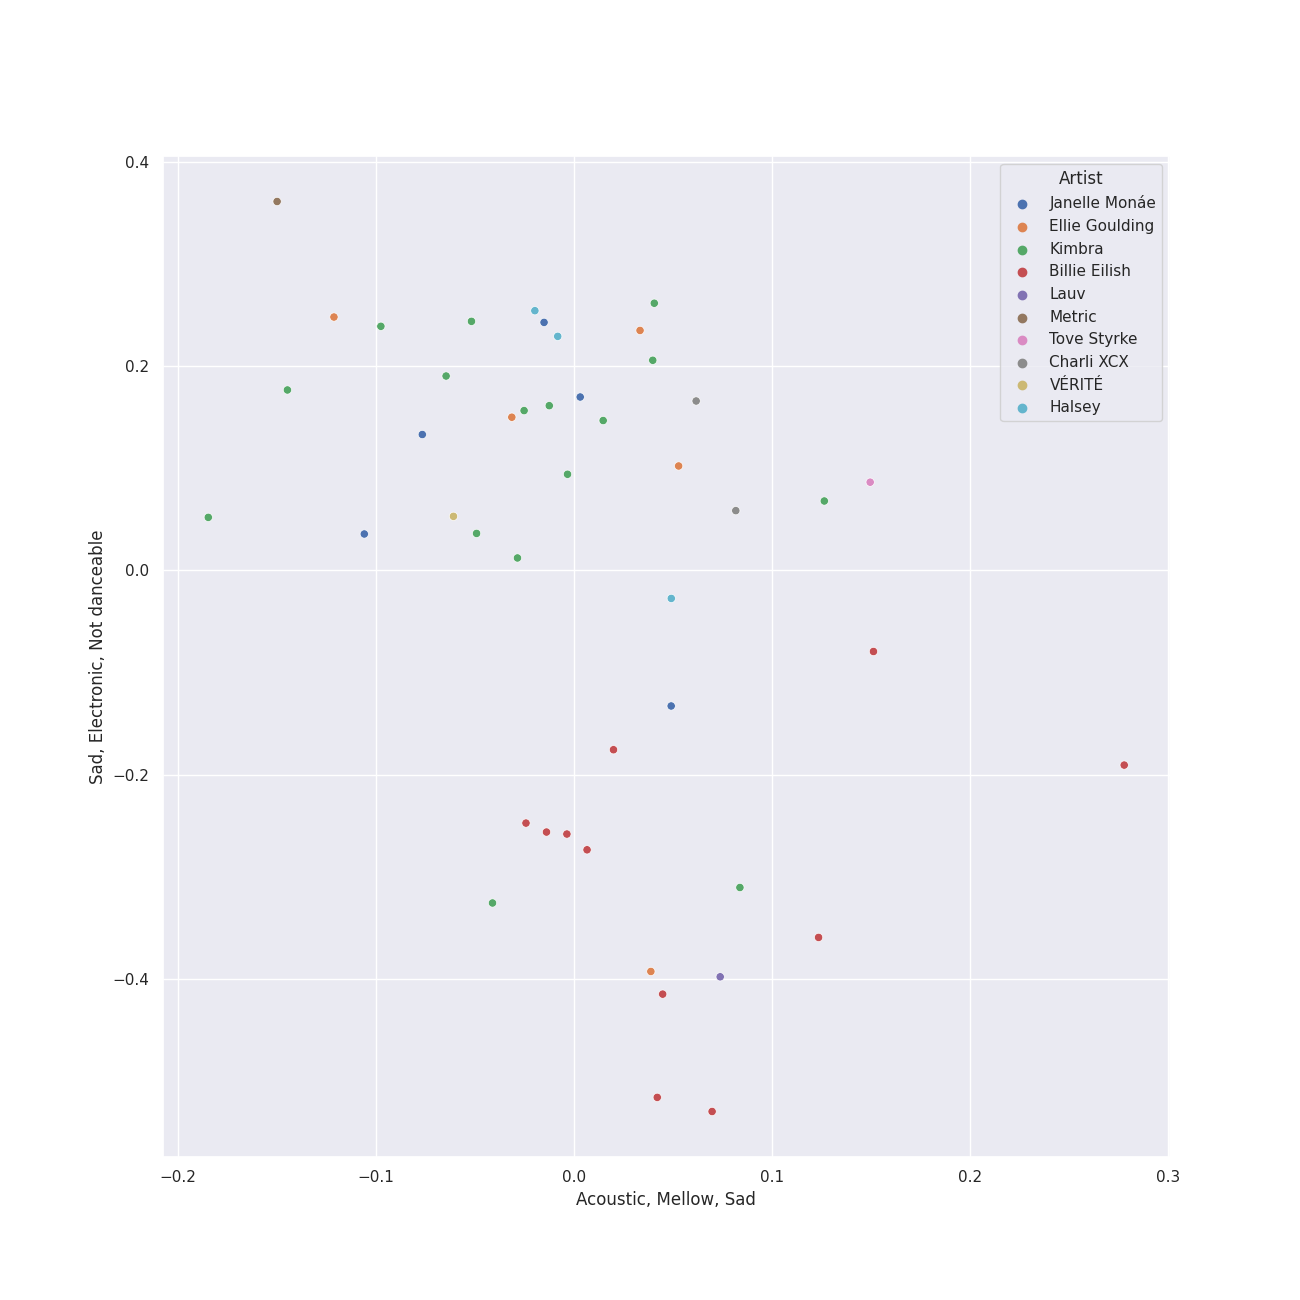 0.4
0.2
0.0
−0.2
−0.4
Sad, Electronic, Not danceable
−0.2
−0.1
0.0
0.1
0.2
0.3
Acoustic, Mellow, Sad
Artist
Janelle Monáe
Ellie Goulding
Kimbra
Billie Eilish
Lauv
Metric
Tove Styrke
Charli XCX
VÉRITÉ
Halsey